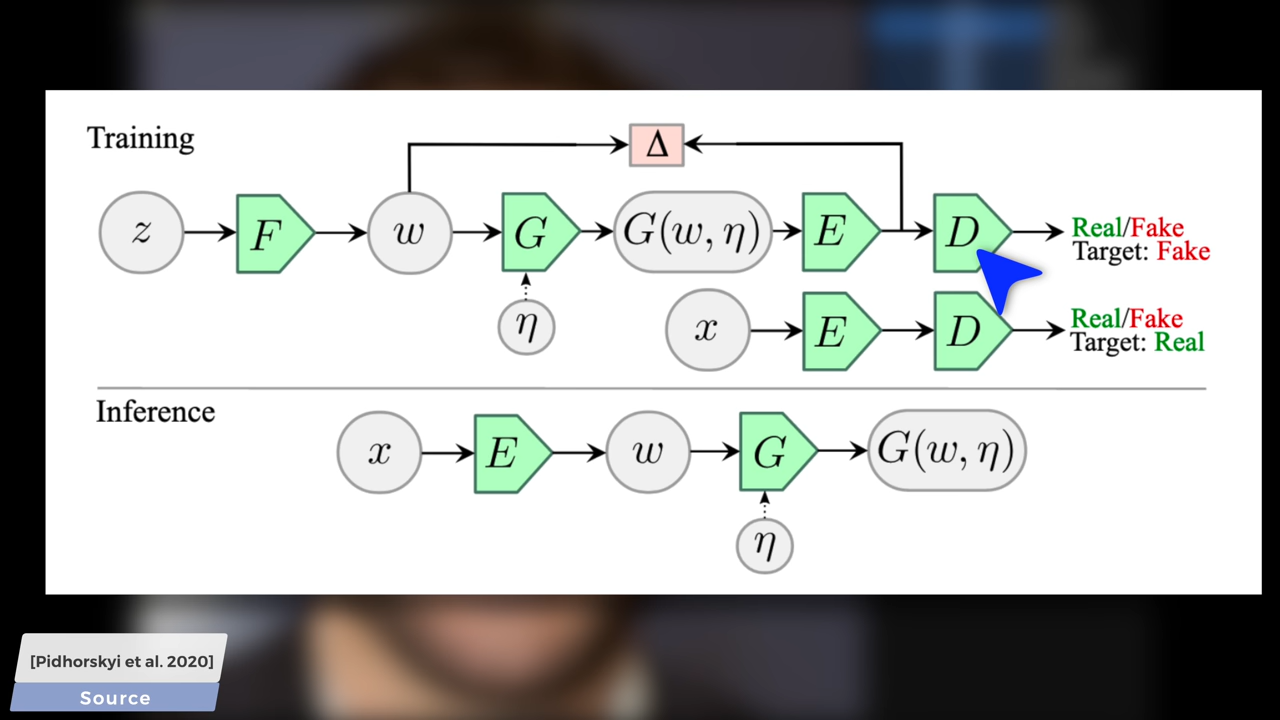 Training
Δ
z F w G G(w, η) E D Real/Fake
Target: Fake
η x E D Real/Fake
Target: Real
Inference
x E w G G(w, η)
η
[Pidhorskyi et al. 2020]
Source